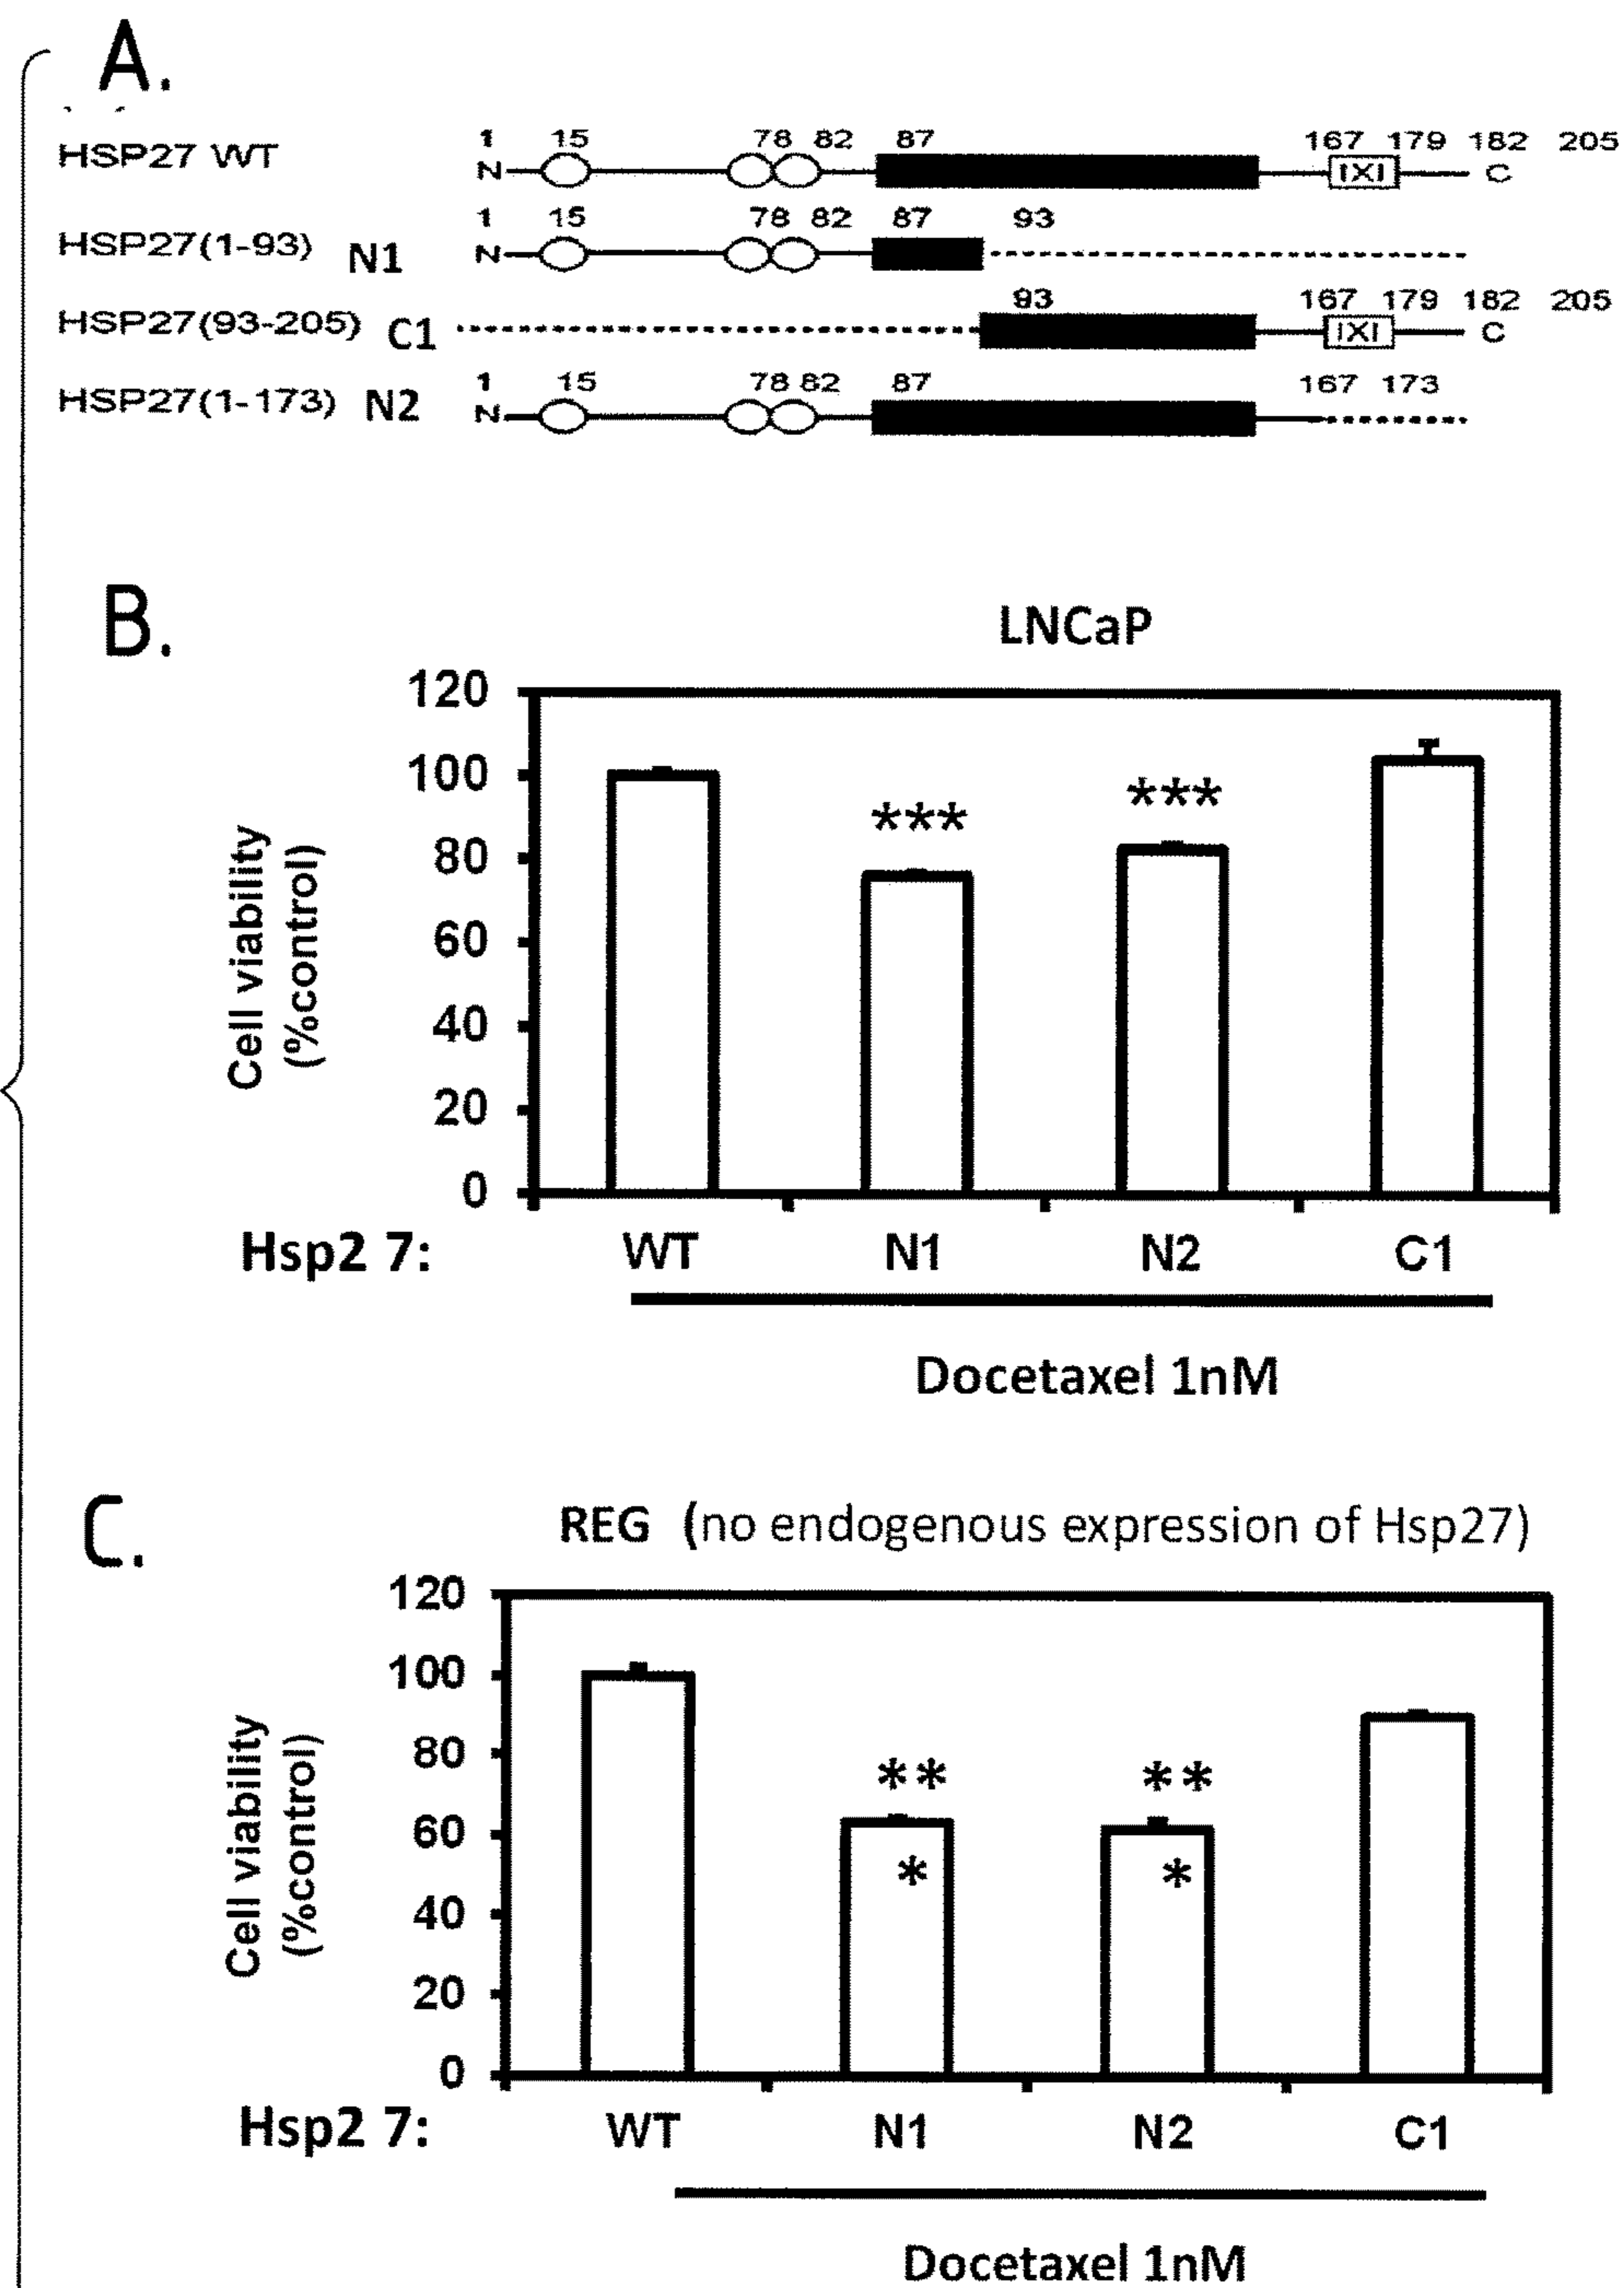 A.
1 15 78 82 87 167 179 182 205
HSP27 WT N IXI C
1 15 78 82 87 93
HSP27(1-93) N1 N
93 167 179 182 205
HSP27(93-205) C1 IXI C
1 15 78 82 87 167 173
HSP27(1-173) N2 N
B.
LNCaP
120
100
80
60
40
20
0
Cell viability
(%control)
*** ***
Hsp2 7: WT N1 N2 C1
Docetaxel 1nM
C.
REG (no endogenous expression of Hsp27)
120
100
80
60
40
20
0
Cell viability
(%control)
** **
* *
Hsp2 7: WT N1 N2 C1
Docetaxel 1nM